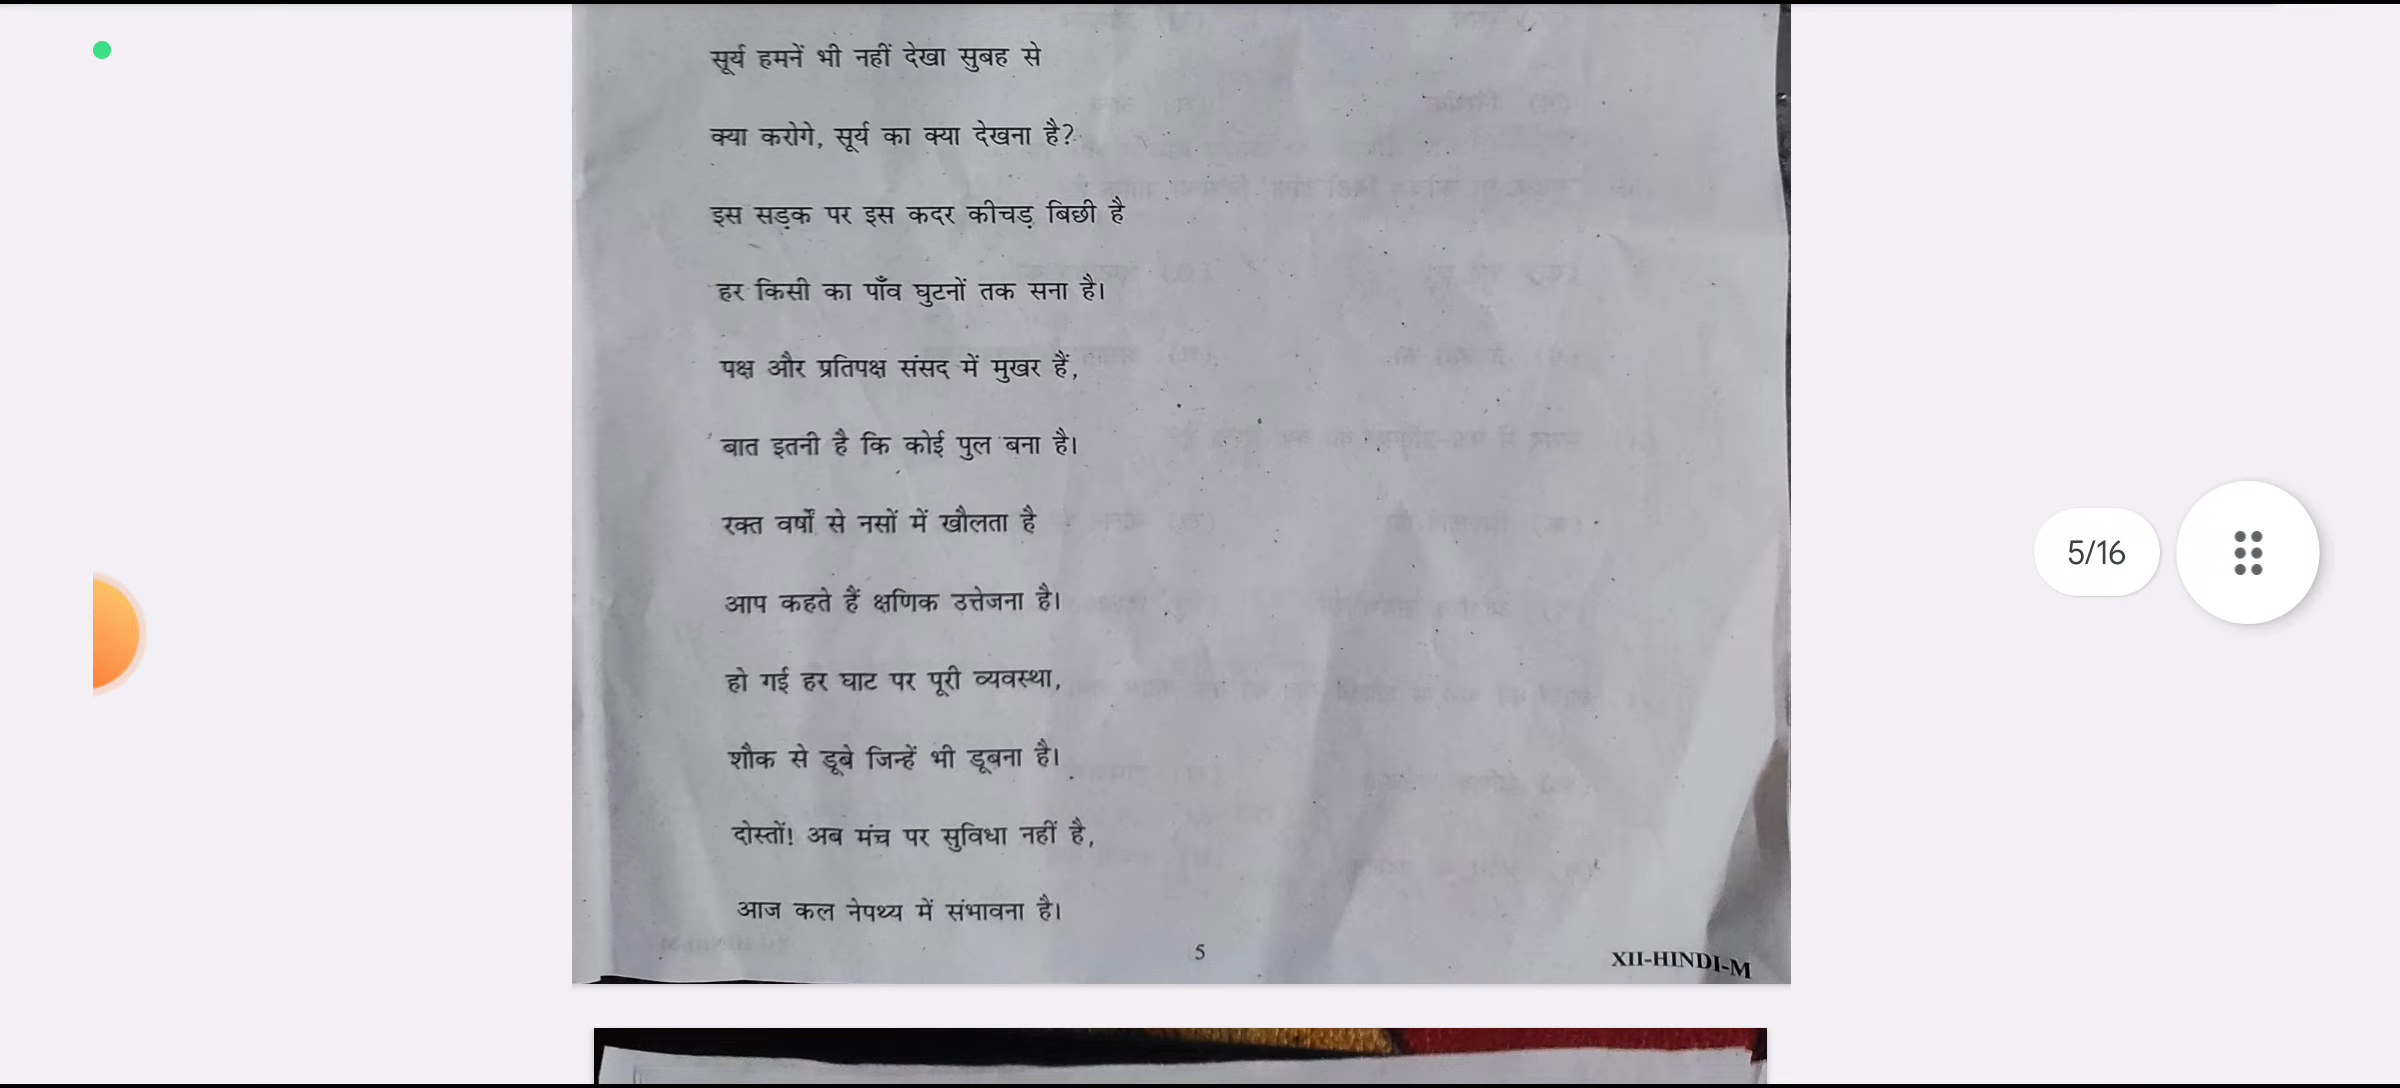 सूर्य हमनें भी नहीं देखा सुबह से
क्या करोगे, सूर्य का क्या देखना है?
इस सड़क पर इस कदर कीचड़ बिछी है
हर किसी का पाँव घुटनों तक सना है।
पक्ष और प्रतिपक्ष संसद में मुखर हैं,
बात इतनी है कि कोई पुल बना है।
रक्त वर्षों से नसों में खौलता है
आप कहते हैं क्षणिक उत्तेजना है।
हो गई हर घाट पर पूरी व्यवस्था,
शौक से डूबे जिन्हें भी डूबना है।
दोस्तों! अब मंच पर सुविधा नहीं है,
आज कल नेपथ्य में संभावना है।
5
XII-HINDI-M
5/16